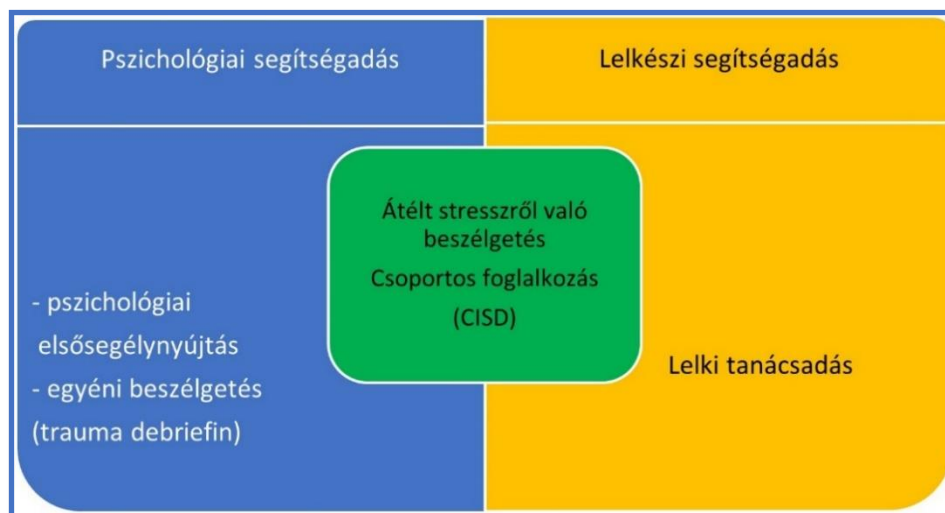 Pszichológiai segítségadás
Lelkészi segítségadás
Átélt stresszről való
beszélgetés
Csoportos foglalkozás
(CISD)
- pszichológiai
elsősegélynyújtás
- egyéni beszélgetés
(trauma debriefin)
Lelki tanácsadás